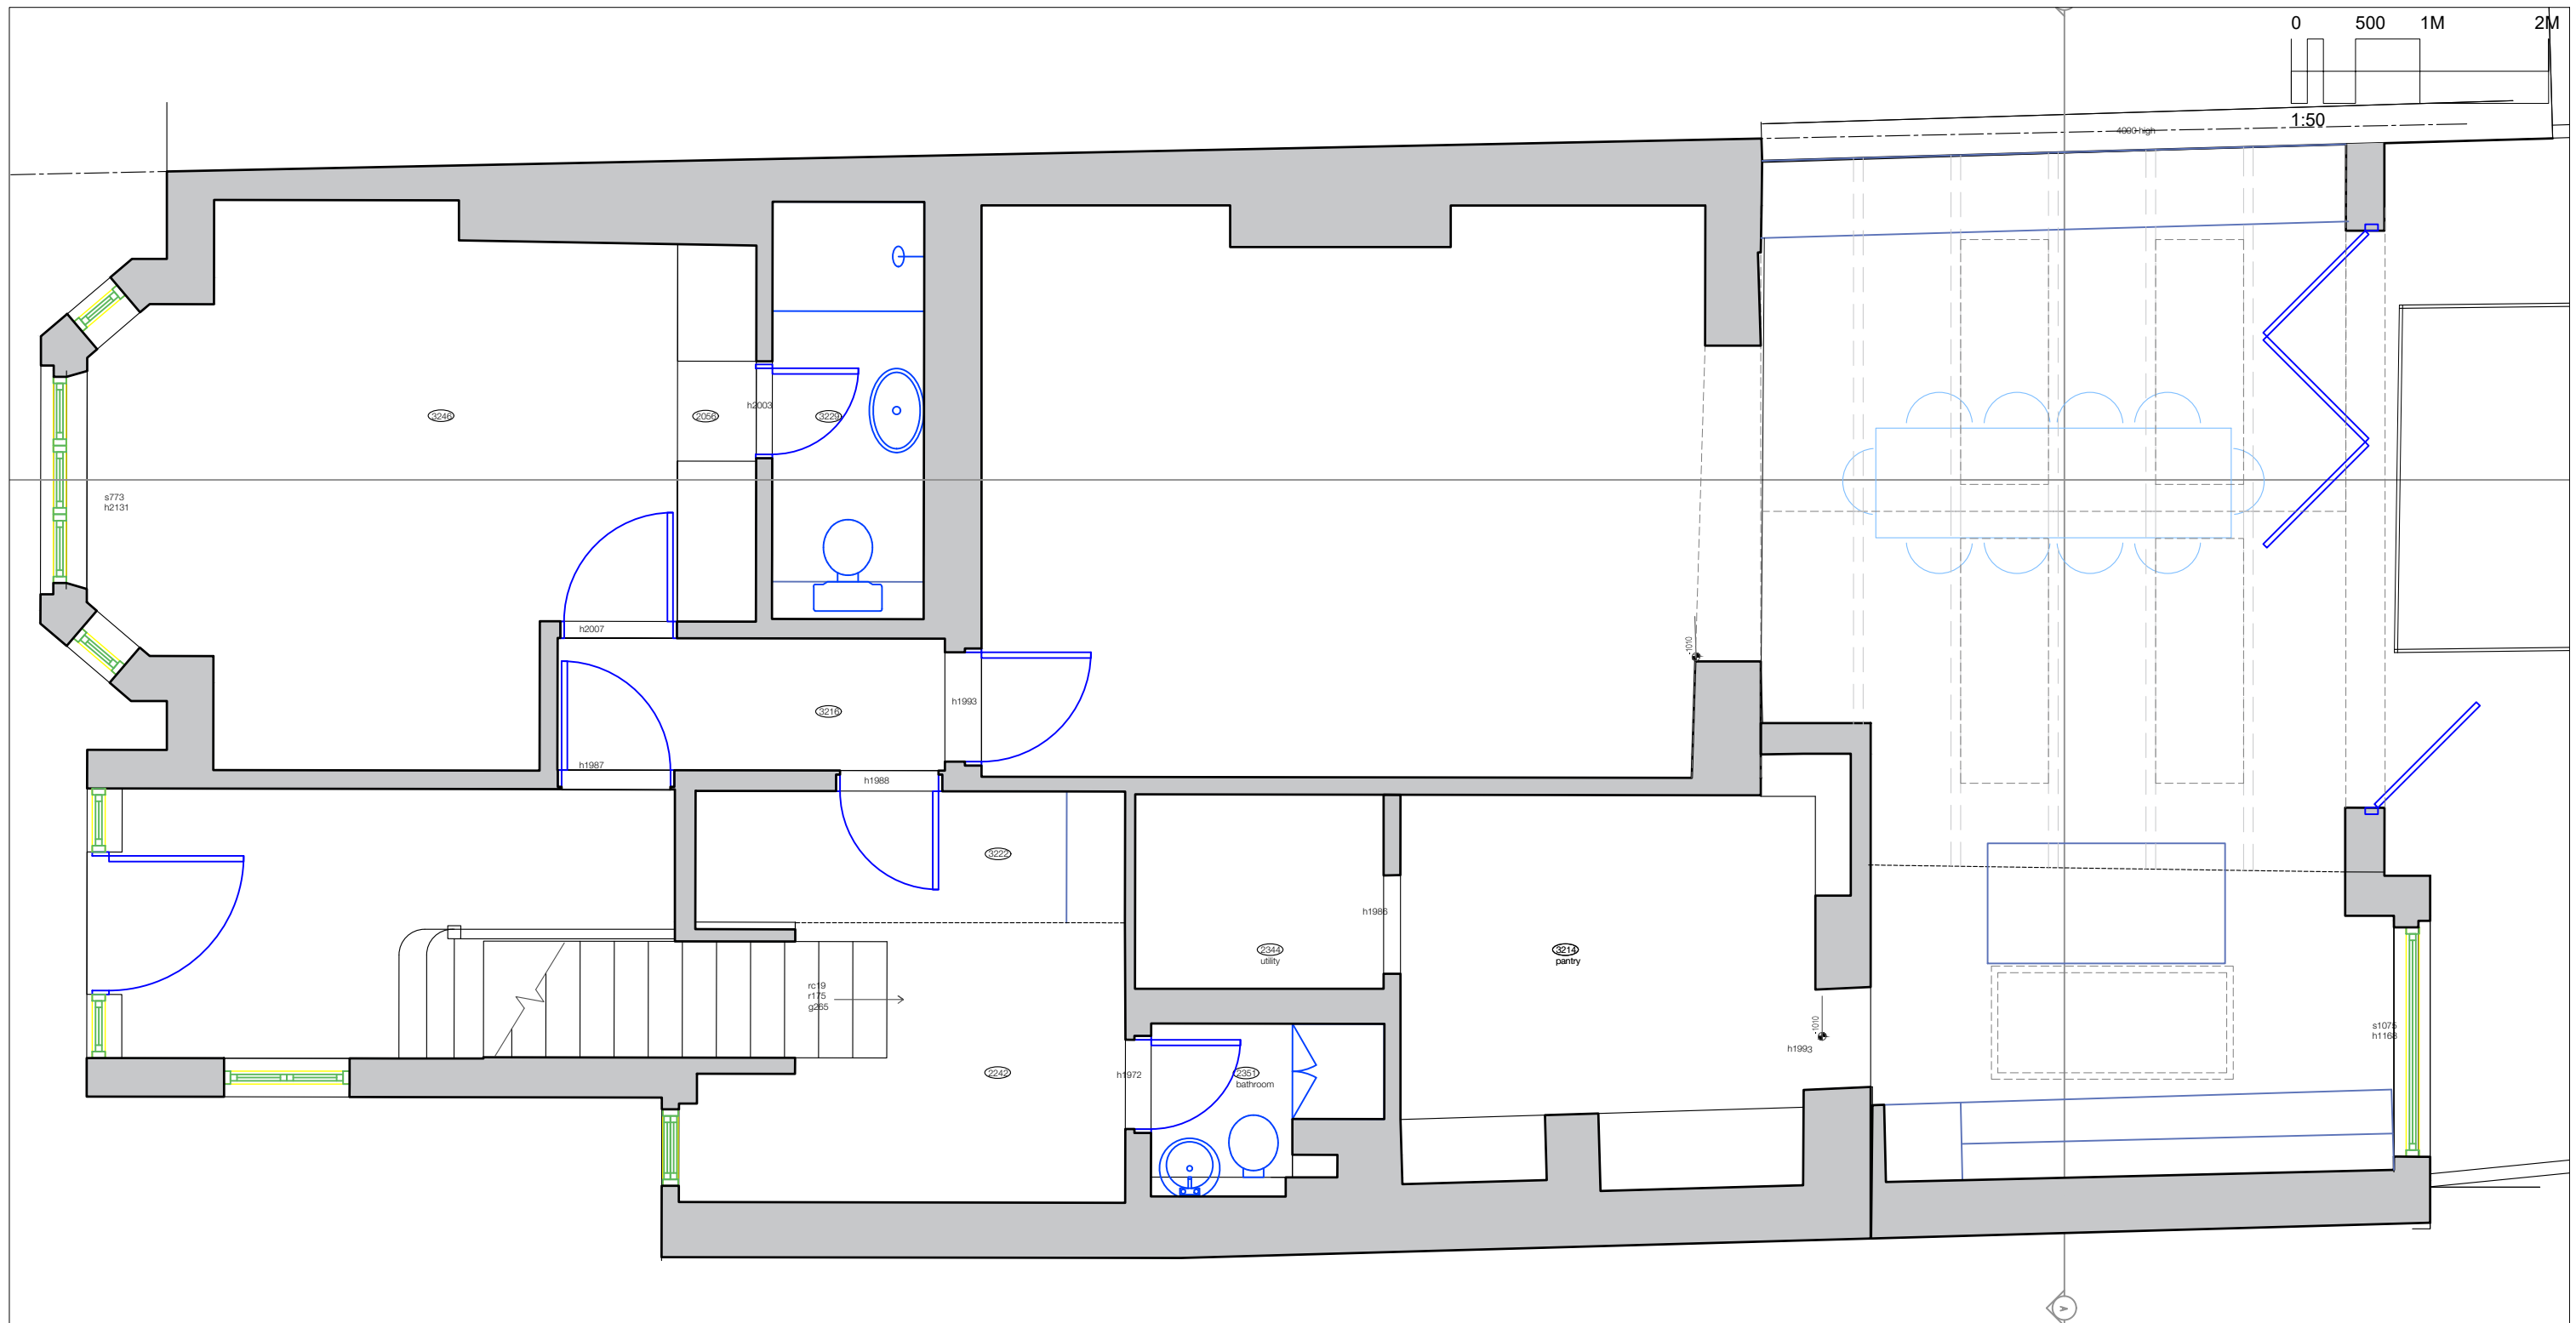 0 500 1M 2M
1:50
4000 high
3246
2056
h2003
3229
s773
h2131
h2007
h1987
3216
h1993
h1988
-1010
3222
h1986
2344
utility
3214
pantry
rc19
r175
g265
2242
h1972
2351
bathroom
-1010
h1993
s1075
h1168
A